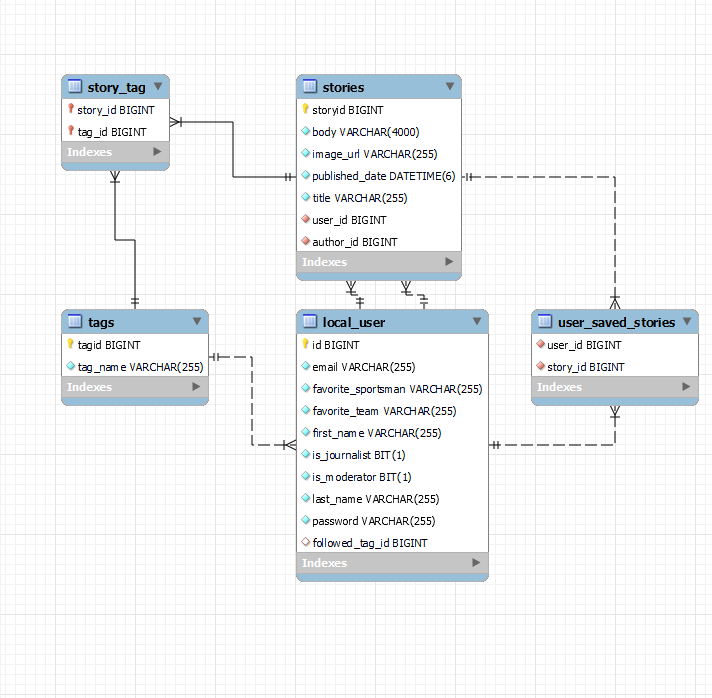 story_tag
story_id BIGINT
tag_id BIGINT
Indexes
stories
storyid BIGINT
body VARCHAR(4000)
image_url VARCHAR(255)
published_date DATETIME(6)
title VARCHAR(255)
user_id BIGINT
author_id BIGINT
Indexes
tags
tagid BIGINT
tag_name VARCHAR(255)
Indexes
local_user
id BIGINT
email VARCHAR(255)
favorite_sportsman VARCHAR(255)
favorite_team VARCHAR(255)
first_name VARCHAR(255)
is_journalist BIT(1)
is_moderator BIT(1)
last_name VARCHAR(255)
password VARCHAR(255)
followed_tag_id BIGINT
Indexes
user_saved_stories
user_id BIGINT
story_id BIGINT
Indexes